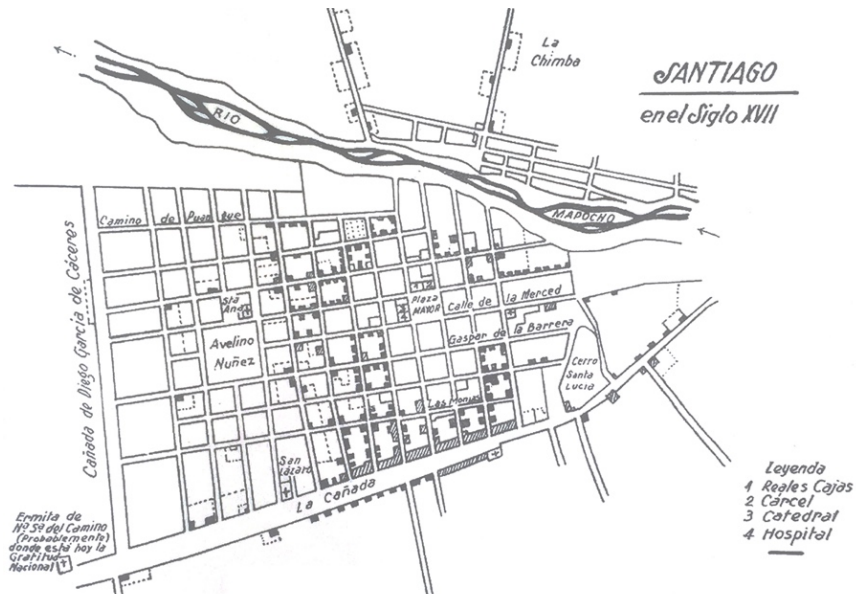 SANTIAGO
en el Siglo XVII
La
Chimba
RIO
MAPOCHO
Camino de Puangue
Cañada de Diego García de Cáceres
Sta
Ana
Plaza
MAYOR
Calle de la Merced
Gaspar de la Barrera
Avelino
Nuñez
Cerro
Santa
Lucia
Las Monjas
San
Lázaro
La Cañada
Ermita de
Nª Sª del Camino
(Probablemente)
donde está hoy la
Gratitud
Nacional
Leyenda
1 Reales Cajas
2 Cárcel
3 Catedral
4 Hospital